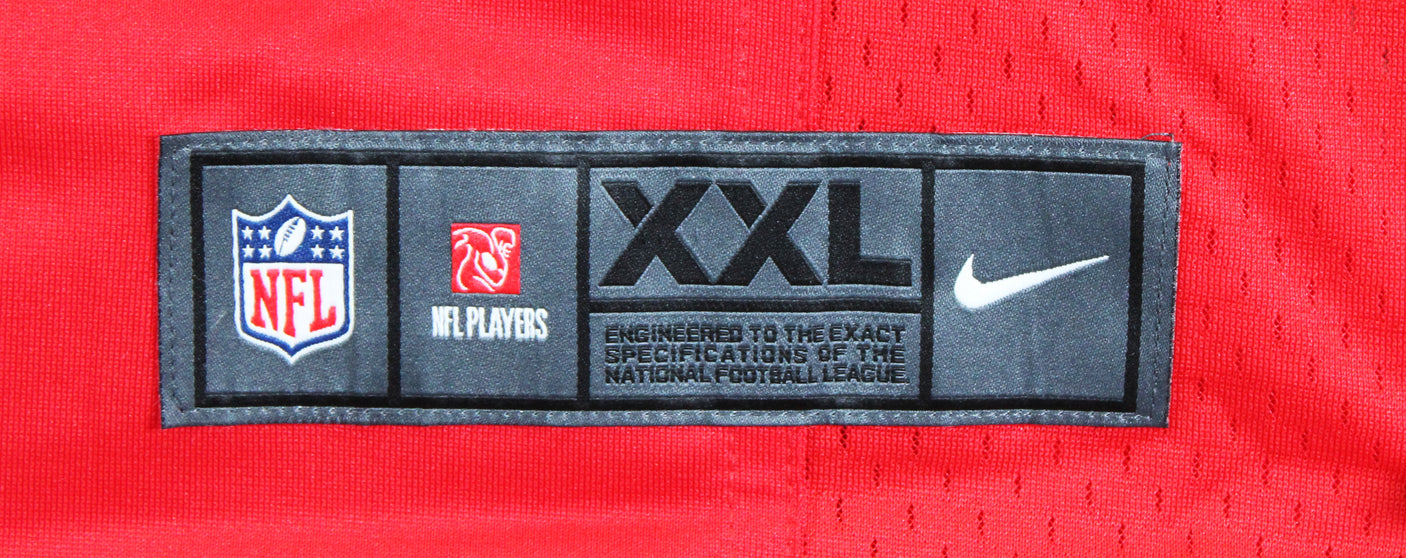 NFL
NFL PLAYERS
XXL
ENGINEERED TO THE EXACT
SPECIFICATIONS OF THE
NATIONAL FOOTBALL LEAGUE.